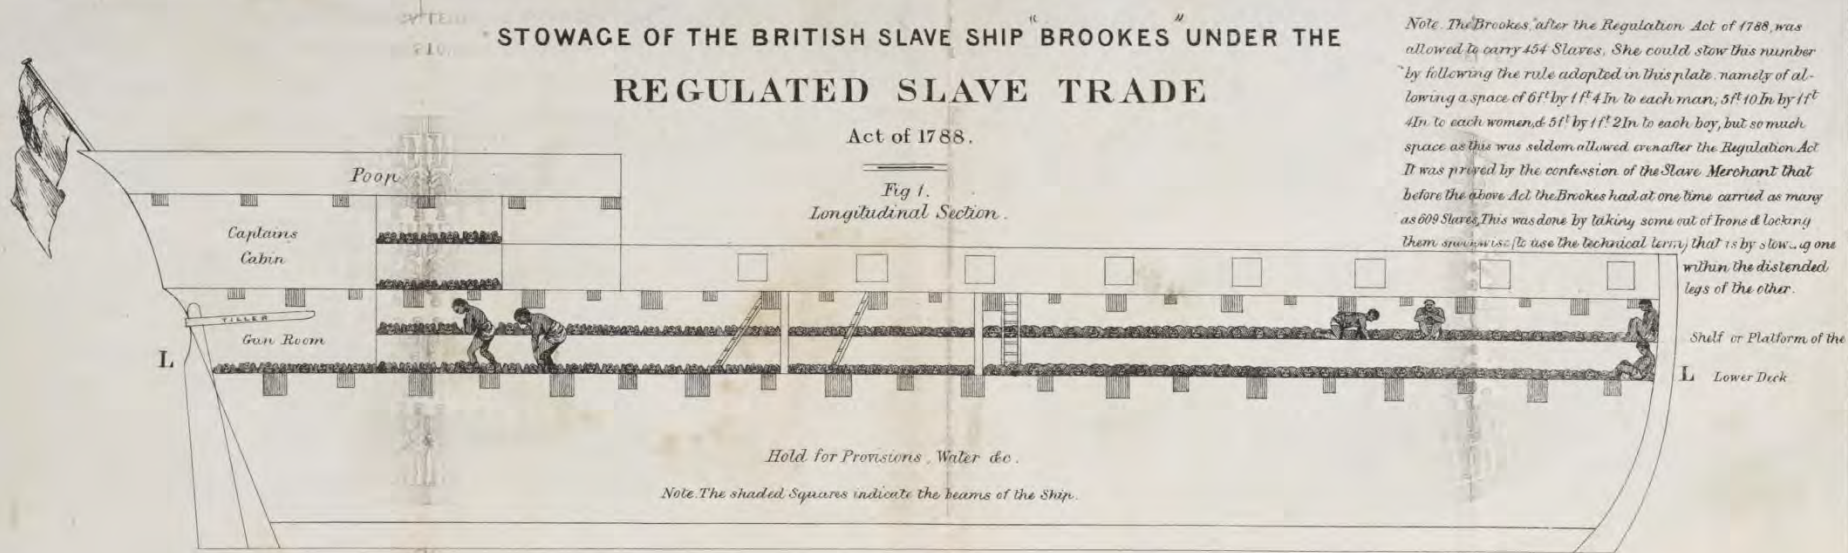 STOWAGE OF THE BRITISH SLAVE SHIP "BROOKES" UNDER THE
REGULATED SLAVE TRADE
Act of 1788.
Fig 1.
Longitudinal Section.
Note. The "Brookes" after the Regulation Act of 1788, was
allowed to carry 454 Slaves. She could stow this number
by following the rule adopted in this plate. namely of al-
lowing a space of 6ft by 1ft 4 In to each man; 5ft 10 In by 1ft
4In to each women, & 5ft by 1ft 2In to each boy, but so much
space as this was seldom allowed even after the Regulation Act
It was proved by the confession of the Slave Merchant that
before the above Act the Brookes had at one time carried as many
as 609 Slaves, This was done by taking some out of Irons & locking
them (to use the technical term) that is by stowing one
within the distended
legs of the other.
Poop
Captains
Cabin
TILLER
Gun Room
L
Shelf or Platform of the
L Lower Deck
Hold for Provisions, Water &c.
Note. The shaded Squares indicate the beams of the Ship.